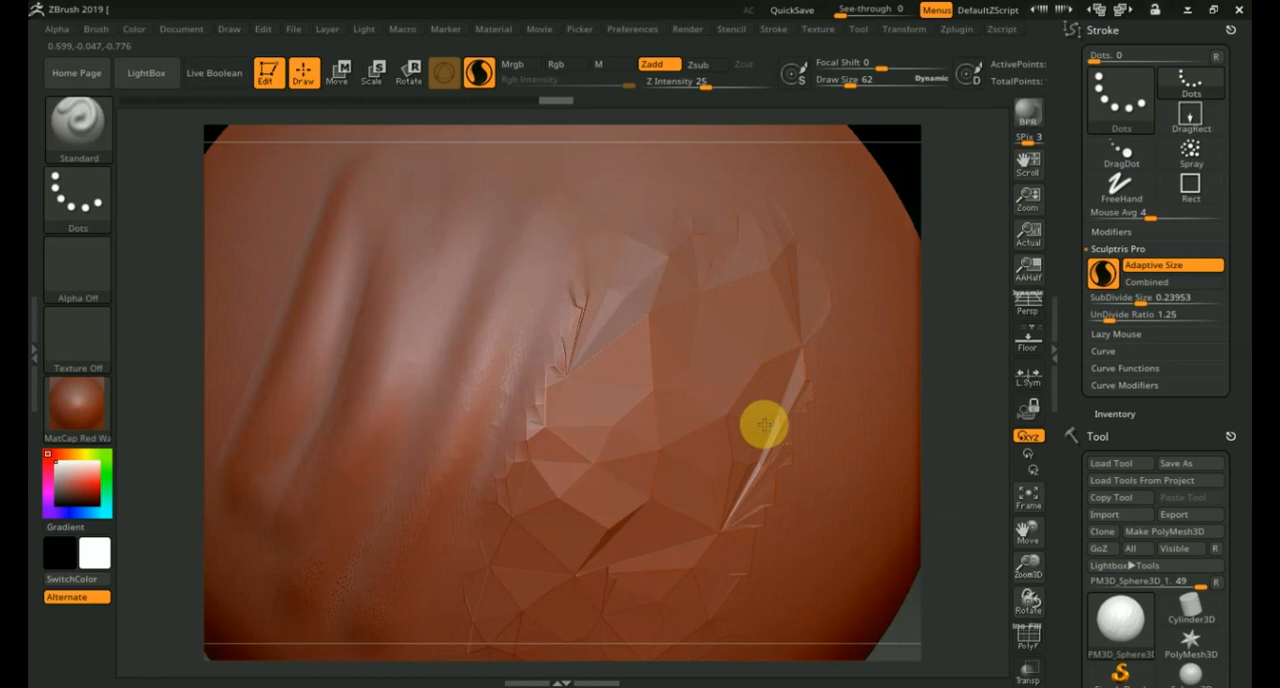 ZBrush 2019 [
AC QuickSave See-through 0 Menus DefaultZScript
Alpha Brush Color Document Draw Edit File Layer Light Macro Marker Material Movie Picker Preferences Render Stencil Stroke Texture Tool Transform Zplugin Zscript
0.599,-0.047,-0.776
Home Page LightBox Live Boolean Edit Draw Move Scale Rotate
Mrgb Rgb M Zadd Zsub Zcut
Rgb Intensity Z Intensity 25
Focal Shift 0
Draw Size 62 Dynamic
S
D
ActivePoints:
TotalPoints:
Standard
Dots
Alpha Off
Texture Off
MatCap Red Wa
Gradient
SwitchColor
Alternate
BPR
SPix 3
Scroll
Zoom
Actual
AAHalf
Dynamic
Persp
Floor
L.Sym
XYZ
Frame
Move
Zoom3D
Rotate
Line Fill
PolyF
Transp
Stroke
Dots. 0 R
Dots Dots
DragRect
DragDot Spray
FreeHand Rect
Mouse Avg 4
Modifiers
Sculptris Pro
Adaptive Size
Combined
SubDivide Size 0.23953
UnDivide Ratio 1.25
Lazy Mouse
Curve
Curve Functions
Curve Modifiers
Inventory
Tool
Load Tool Save As
Load Tools From Project
Copy Tool Paste Tool
Import Export
Clone Make PolyMesh3D
GoZ All Visible R
Lightbox▶Tools
PM3D_Sphere3D_1. 49 R
Cylinder3D
PM3D_Sphere3D PolyMesh3D